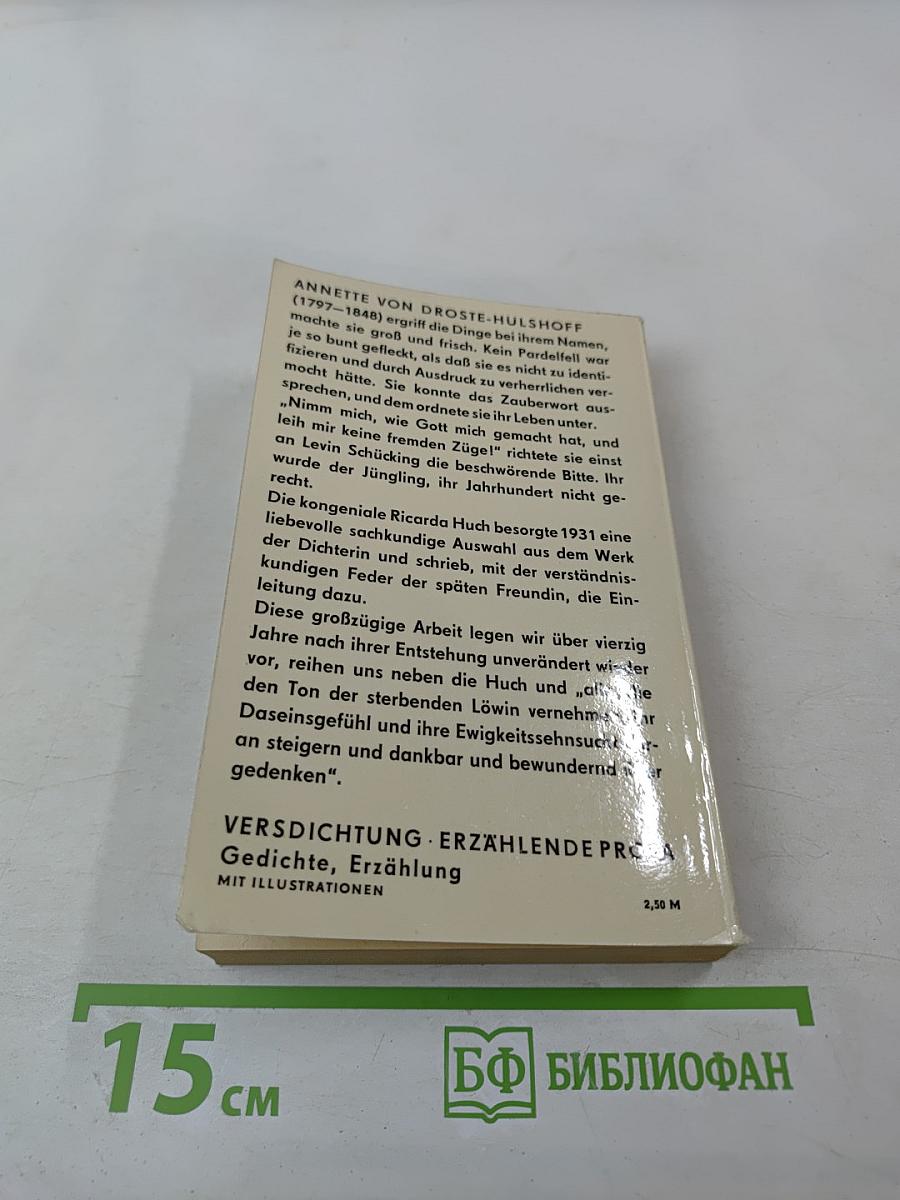 ANNETTE VON DROSTE-HÜLSHOFF
(1797—1848) ergriff die Dinge bei ihrem Namen,
machte sie groß und frisch. Kein Pardelfell war
je so bunt gefleckt, als daß sie es nicht zu identi-
fizieren und durch Ausdruck zu verherrlichen ver-
mocht hätte. Sie konnte das Zauberwort aus-
sprechen, und dem ordnete sie ihr Leben unter.
„Nimm mich, wie Gott mich gemacht hat, und
leih mir keine fremden Züge!“ richtete sie einst
an Levin Schücking die beschwörende Bitte. Ihr
wurde der Jüngling, ihr Jahrhundert nicht ge-
recht.
Die kongeniale Ricarda Huch besorgte 1931 eine
liebevolle sachkundige Auswahl aus dem Werk
der Dichterin und schrieb, mit der verständnis-
kundigen Feder der späten Freundin, die Ein-
leitung dazu.
Diese großzügige Arbeit legen wir über vierzig
Jahre nach ihrer Entstehung unverändert wieder
vor, reihen uns neben die Huch und
den Ton der sterbenden Löwin
Daseinsgefühl und ihre
an steigern und dankbar und bewundernd
gedenken“.
VERSDICHTUNG · ERZÄHLENDE PROSA
Gedichte, Erzählung
MIT ILLUSTRATIONEN
2,50 M
15 см
БФ БИБЛИОФАН